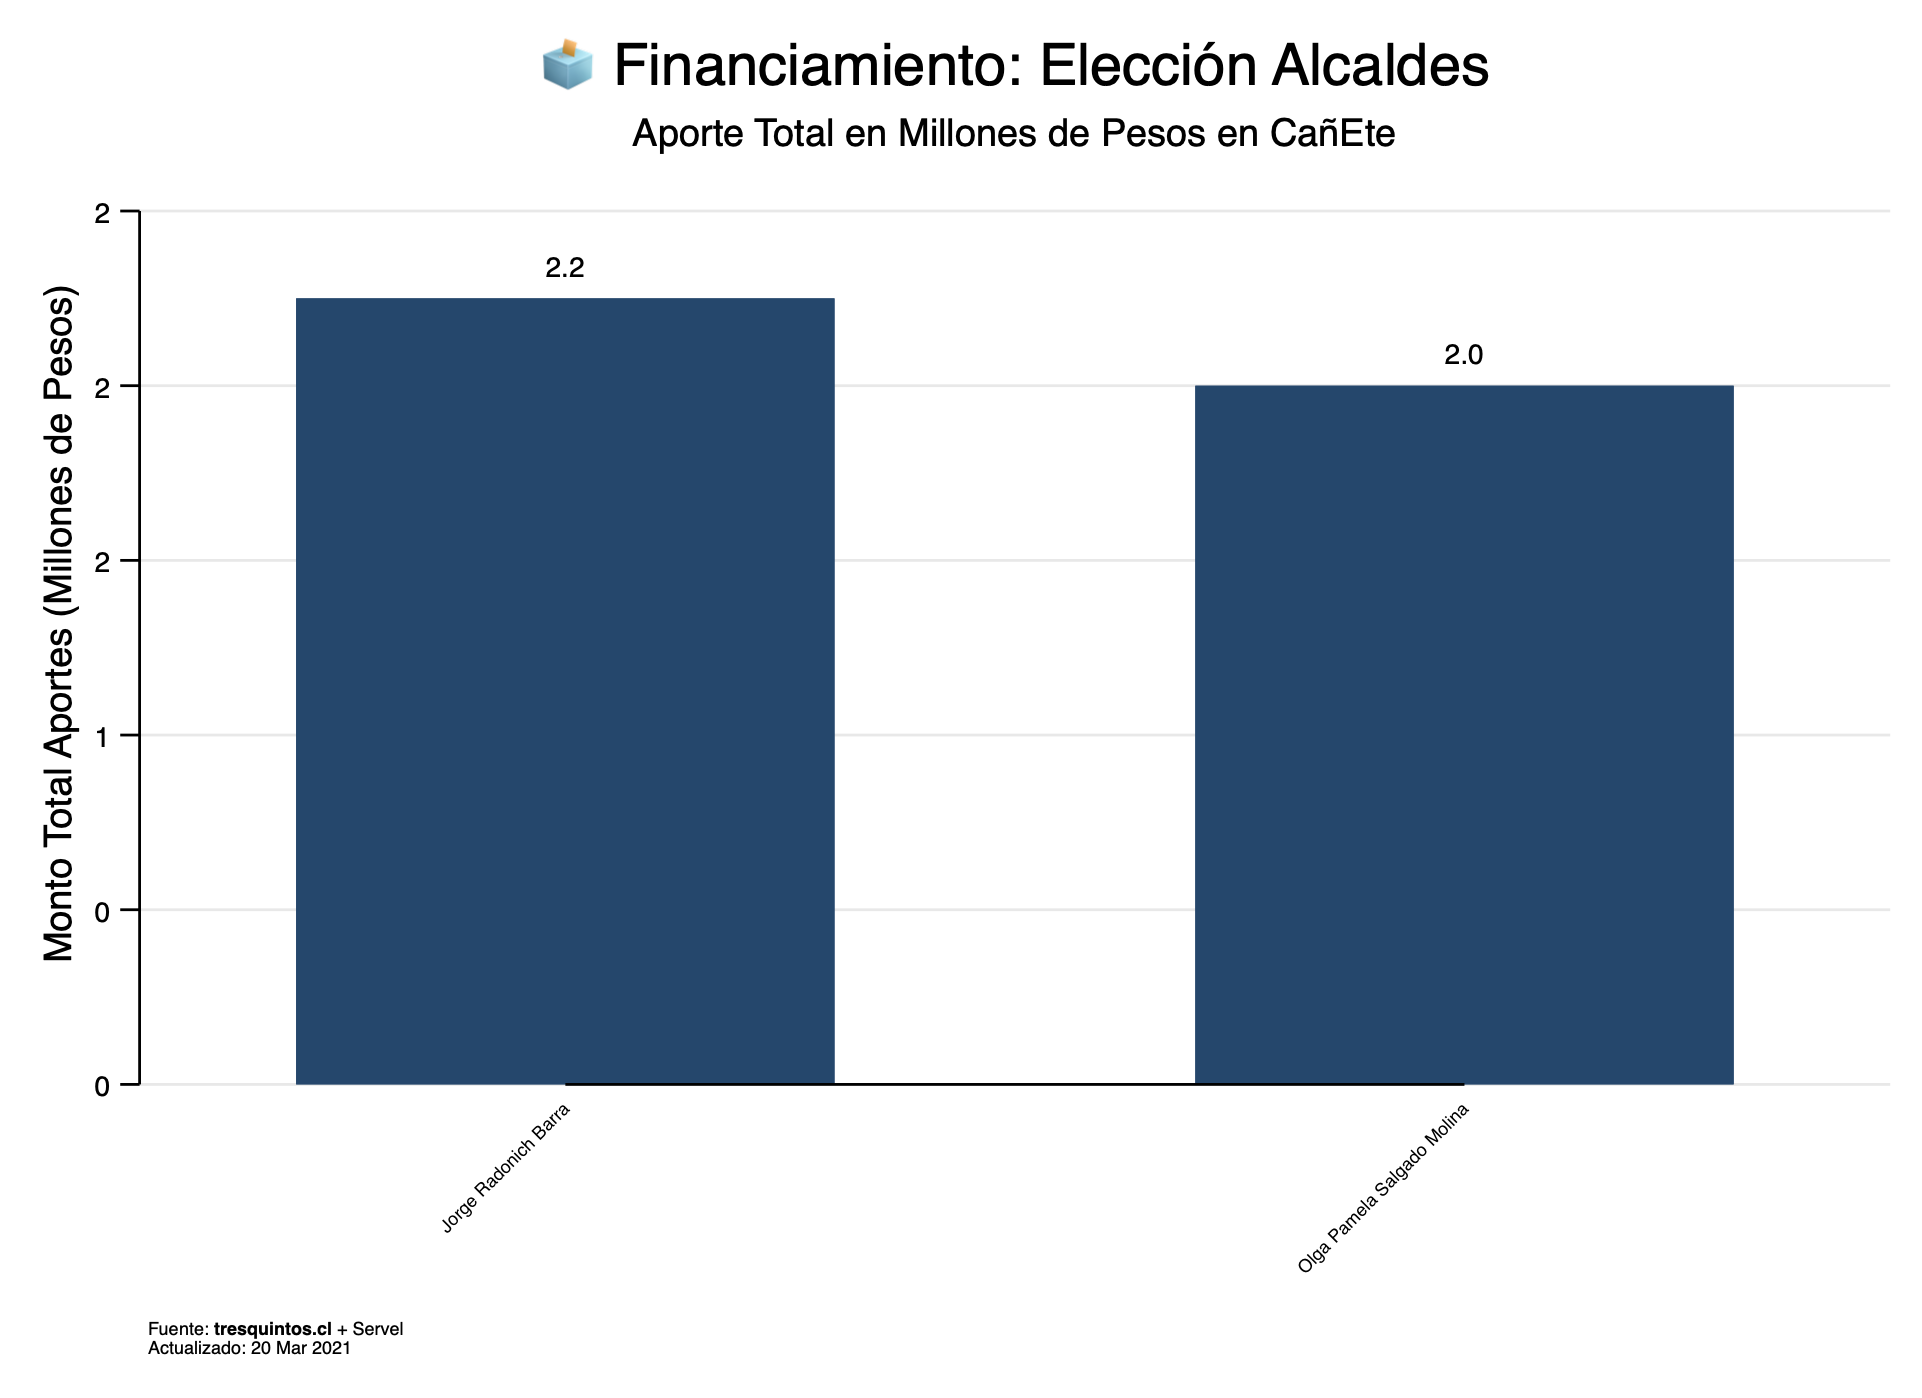 Financiamiento: Elección Alcaldes
Aporte Total en Millones de Pesos en CañEte
Monto Total Aportes (Millones de Pesos)
2
2
2
1
0
0
2.2
2.0
Jorge Radonich Barra
Olga Pamela Salgado Molina
Fuente: tresquintos.cl + Servel
Actualizado: 20 Mar 2021